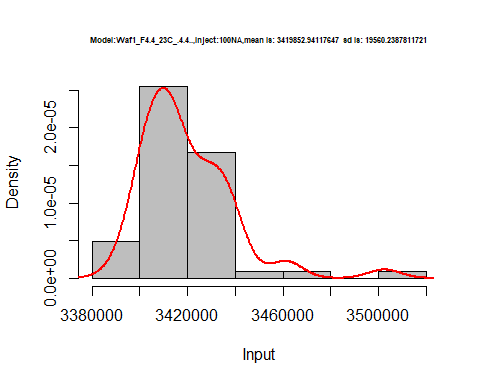 Model:Waf1_F4.4_23C_.4.4.,,inject:100NA,mean is: 3419852.94117647 sd is: 19560.2387811721
Density
0.0e+00 1.0e-05 2.0e-05
3380000 3420000 3460000 3500000
Input